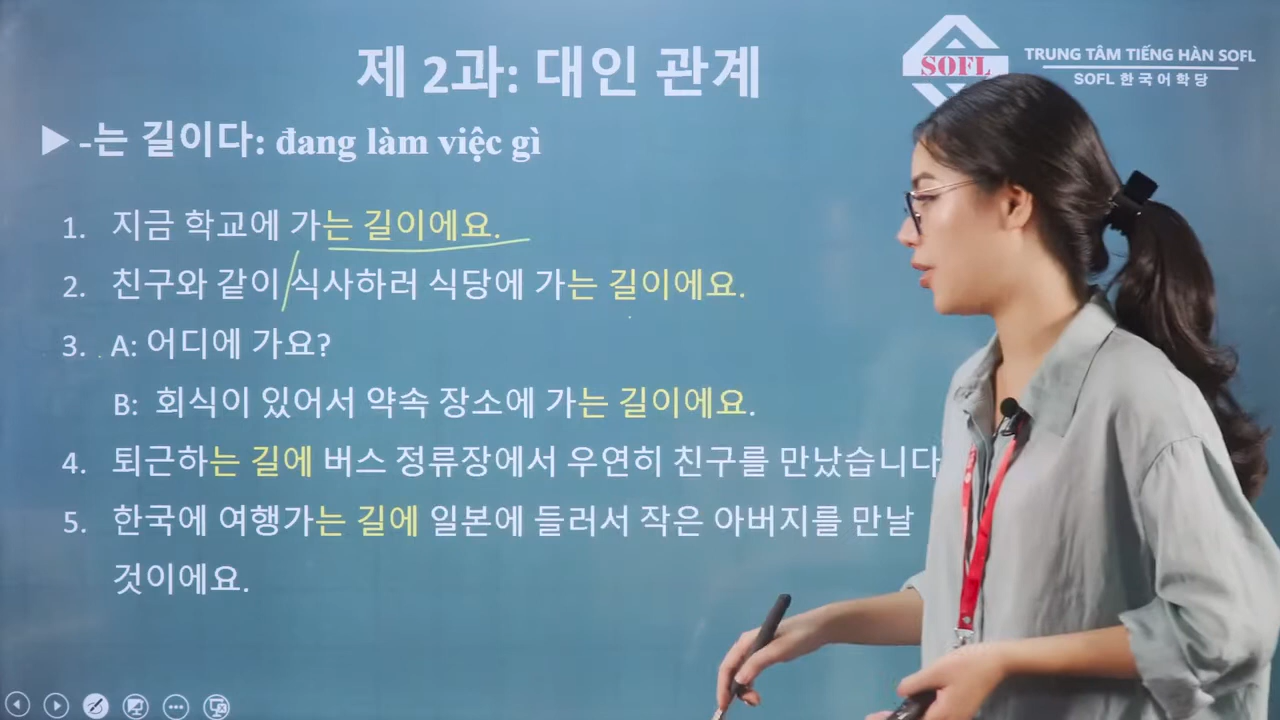 제 2과: 대인 관계
SOFL
TRUNG TÂM TIẾNG HÀN SOFL
SOFL 한국어학당
-는 길이다: đang làm việc gì
1. 지금 학교에 가는 길이에요.
2. 친구와 같이 식사하러 식당에 가는 길이에요.
3. A: 어디에 가요?
B: 회식이 있어서 약속 장소에 가는 길이에요.
4. 퇴근하는 길에 버스 정류장에서 우연히 친구를 만났습니다
5. 한국에 여행가는 길에 일본에 들러서 작은 아버지를 만날
것이에요.